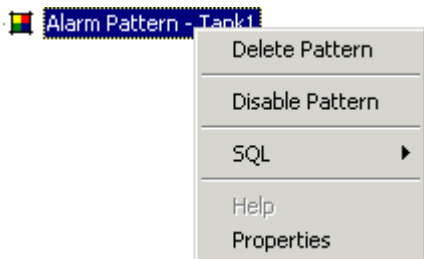 Alarm Pattern - Tank1
Delete Pattern
Disable Pattern
SQL
Help
Properties